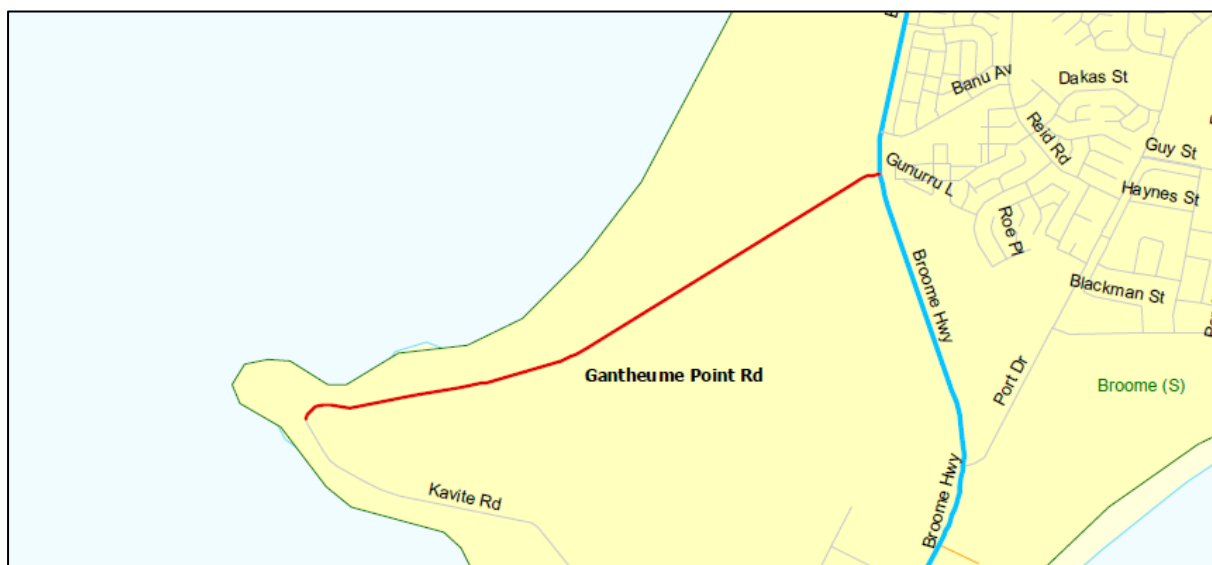 Banu Av
Dakas St
Reid Rd
Guy St
Gunurru L
Haynes St
Roe Pl
Broome Hwy
Blackman St
Gantheume Point Rd
Port Dr
Broome (S)
Kavite Rd
Broome Hwy